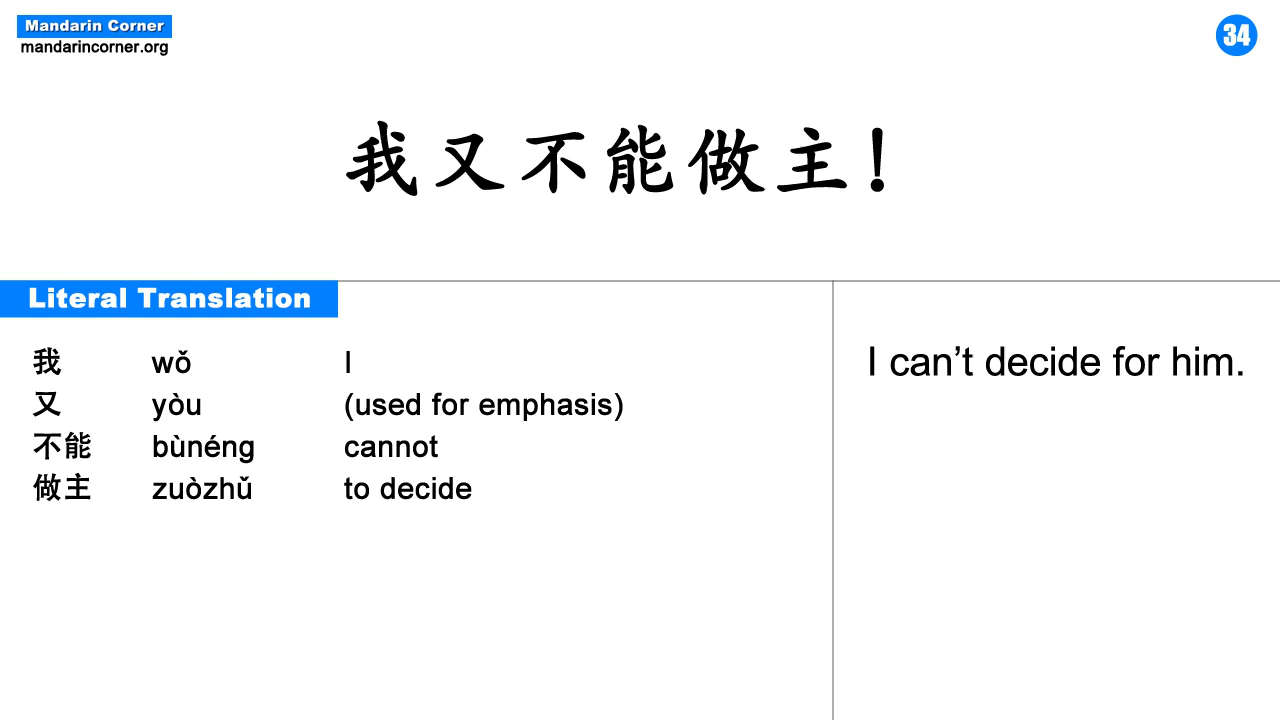 Mandarin Corner
mandarincorner.org
34
我又不能做主！
Literal Translation
我 wǒ I
又 yòu (used for emphasis)
不能 bùnéng cannot
做主 zuòzhǔ to decide
I can’t decide for him.